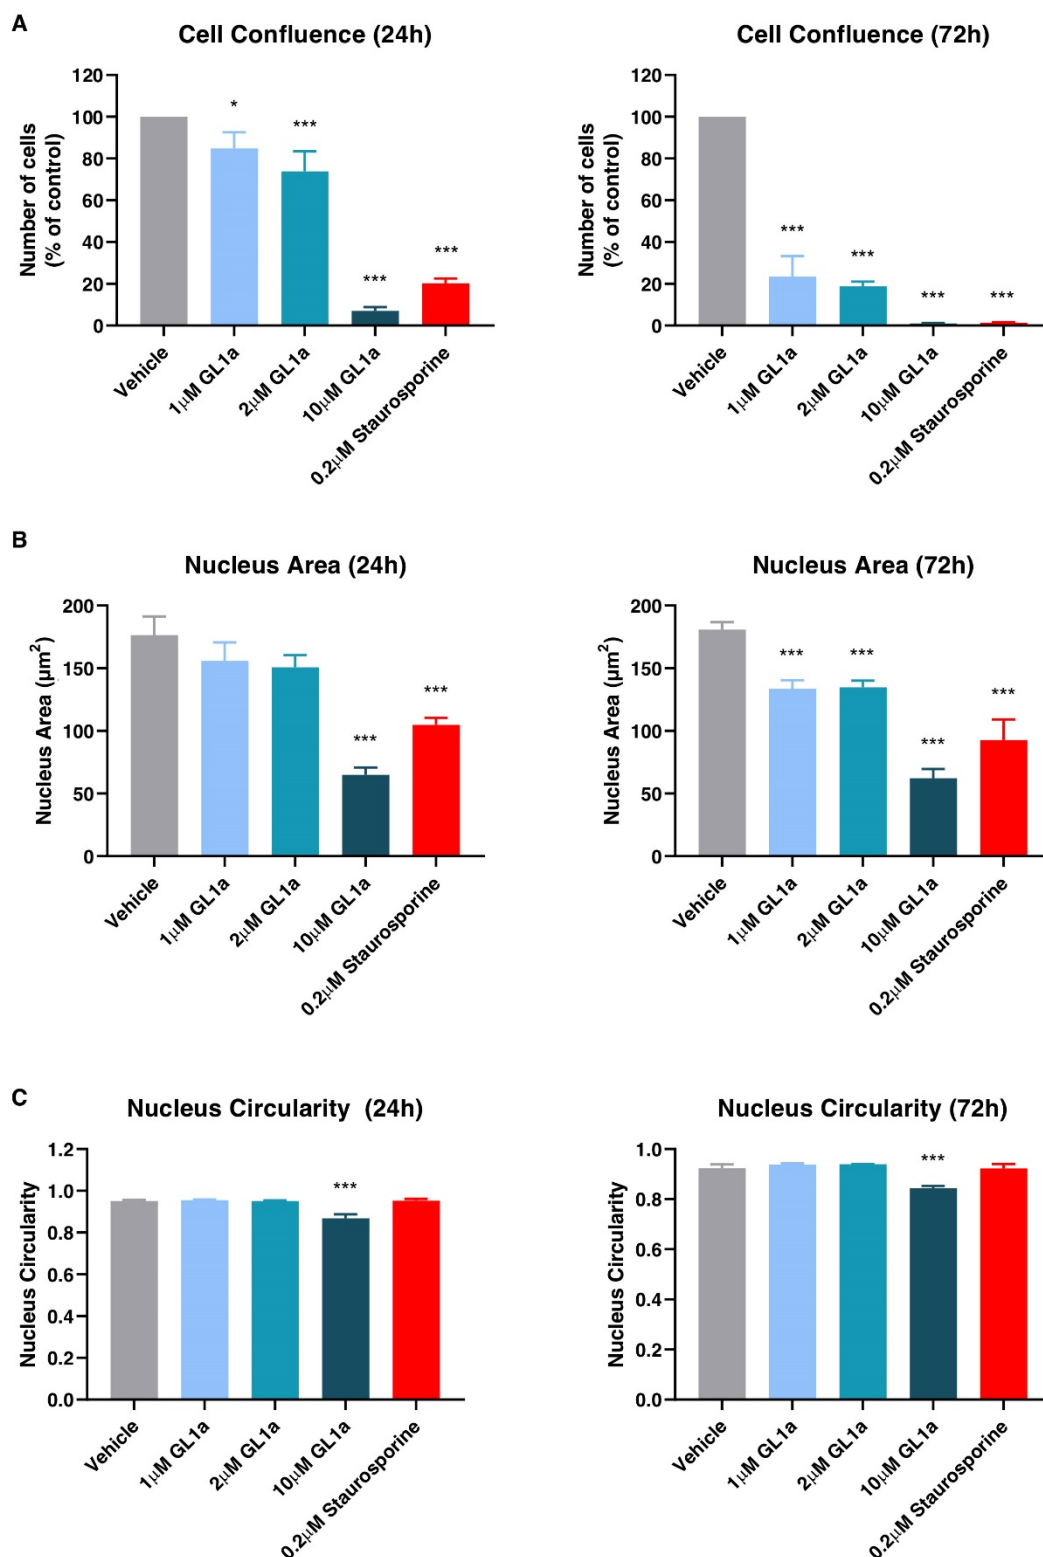 A
Cell Confluence (24h)
Number of cells
(% of control)
120
100
80
60
40
20
0
*
***
***
***
Vehicle
1μM GL1a
2μM GL1a
10μM GL1a
0.2μM Staurosporine
Cell Confluence (72h)
Number of cells
(% of control)
120
100
80
60
40
20
0
***
***
***
***
Vehicle
1μM GL1a
2μM GL1a
10μM GL1a
0.2μM Staurosporine
B
Nucleus Area (24h)
Nucleus Area (μm²)
200
150
100
50
0
***
***
Vehicle
1μM GL1a
2μM GL1a
10μM GL1a
0.2μM Staurosporine
Nucleus Area (72h)
Nucleus Area (μm²)
200
150
100
50
0
***
***
***
***
Vehicle
1μM GL1a
2μM GL1a
10μM GL1a
0.2μM Staurosporine
C
Nucleus Circularity (24h)
Nucleus Circularity
1.2
1.0
0.8
0.6
0.4
0.2
0.0
***
Vehicle
1μM GL1a
2μM GL1a
10μM GL1a
0.2μM Staurosporine
Nucleus Circularity (72h)
Nucleus Circularity
1.0
0.8
0.6
0.4
0.2
0.0
***
Vehicle
1μM GL1a
2μM GL1a
10μM GL1a
0.2μM Staurosporine